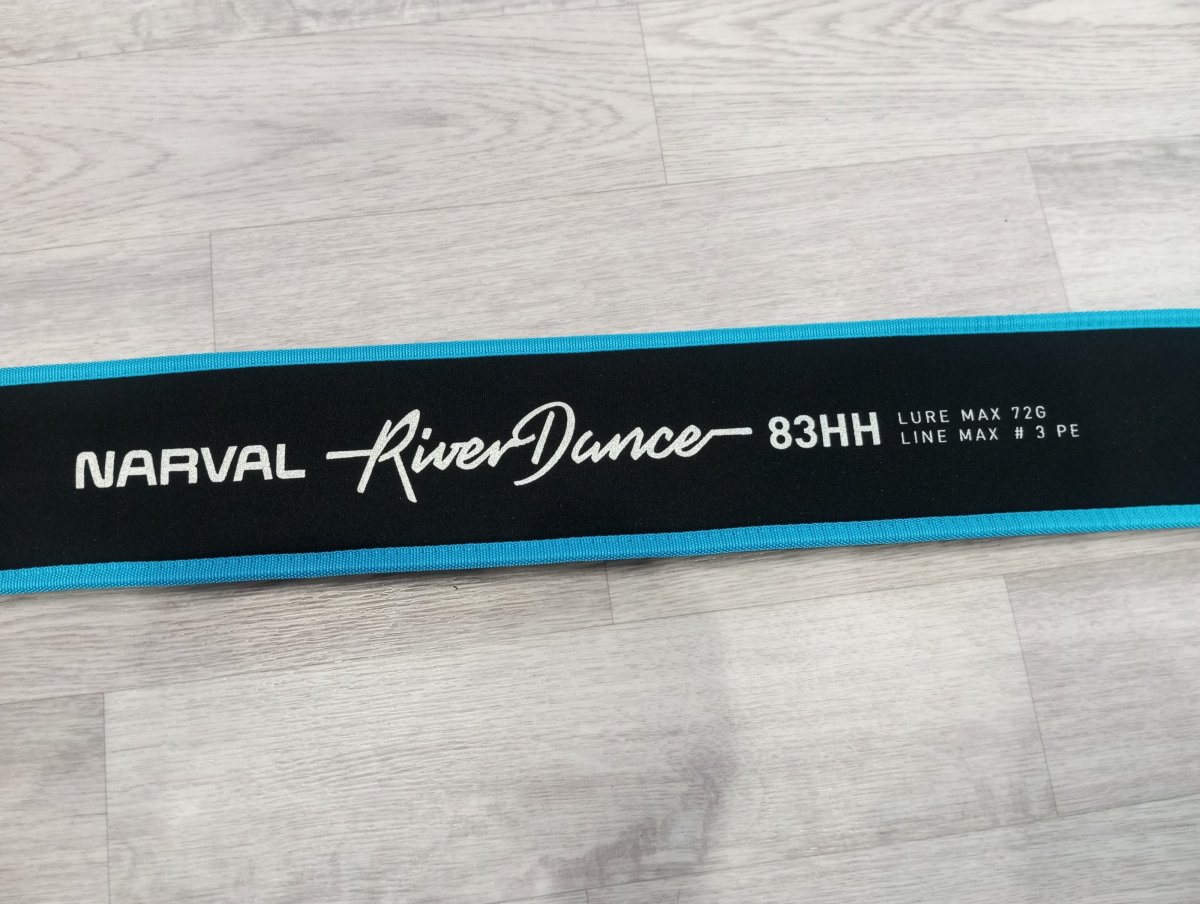 NARVAL RiverDance 83HH
LURE MAX 72G
LINE MAX # 3 PE